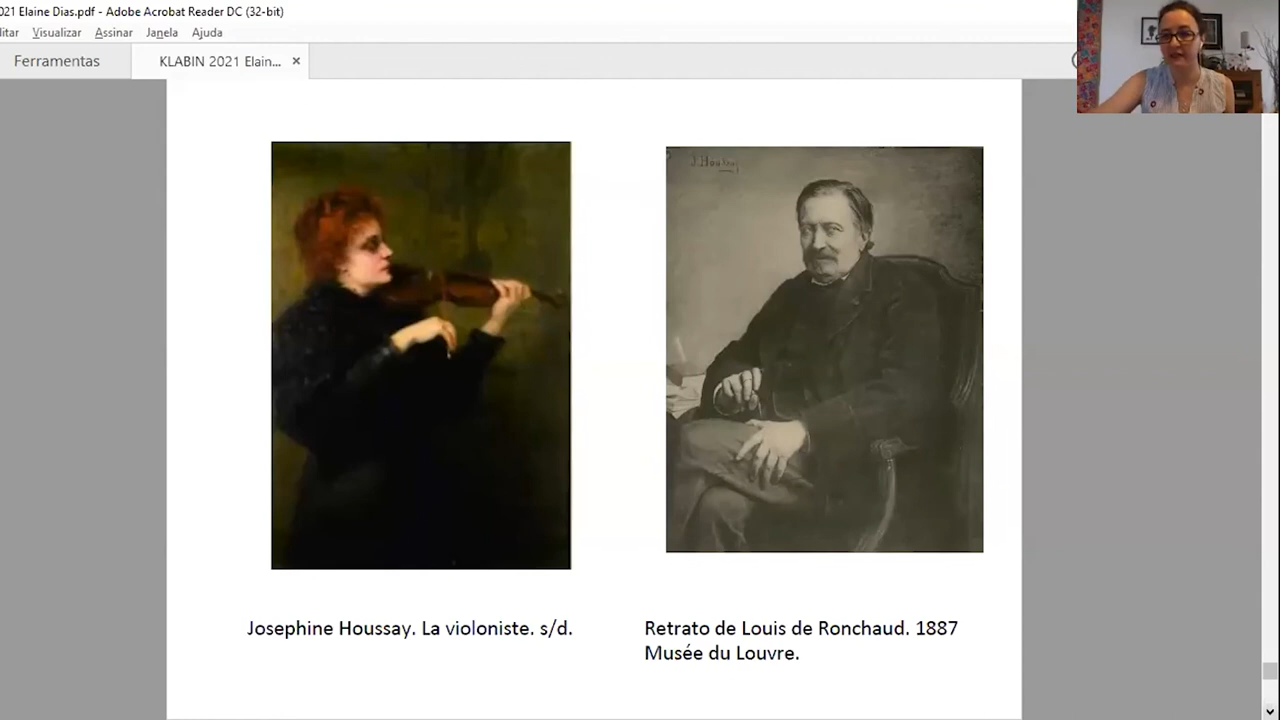 021 Elaine Dias.pdf - Adobe Acrobat Reader DC (32-bit)
itar Visualizar Assinar Janela Ajuda
Ferramentas KLABIN 2021 Elain... ×
Josephine Houssay. La violoniste. s/d.
Retrato de Louis de Ronchaud. 1887
Musée du Louvre.